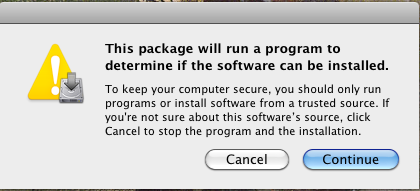 This package will run a program to
determine if the software can be installed.
To keep your computer secure, you should only run
programs or install software from a trusted source. If
you're not sure about this software's source, click
Cancel to stop the program and the installation.
Cancel
Continue